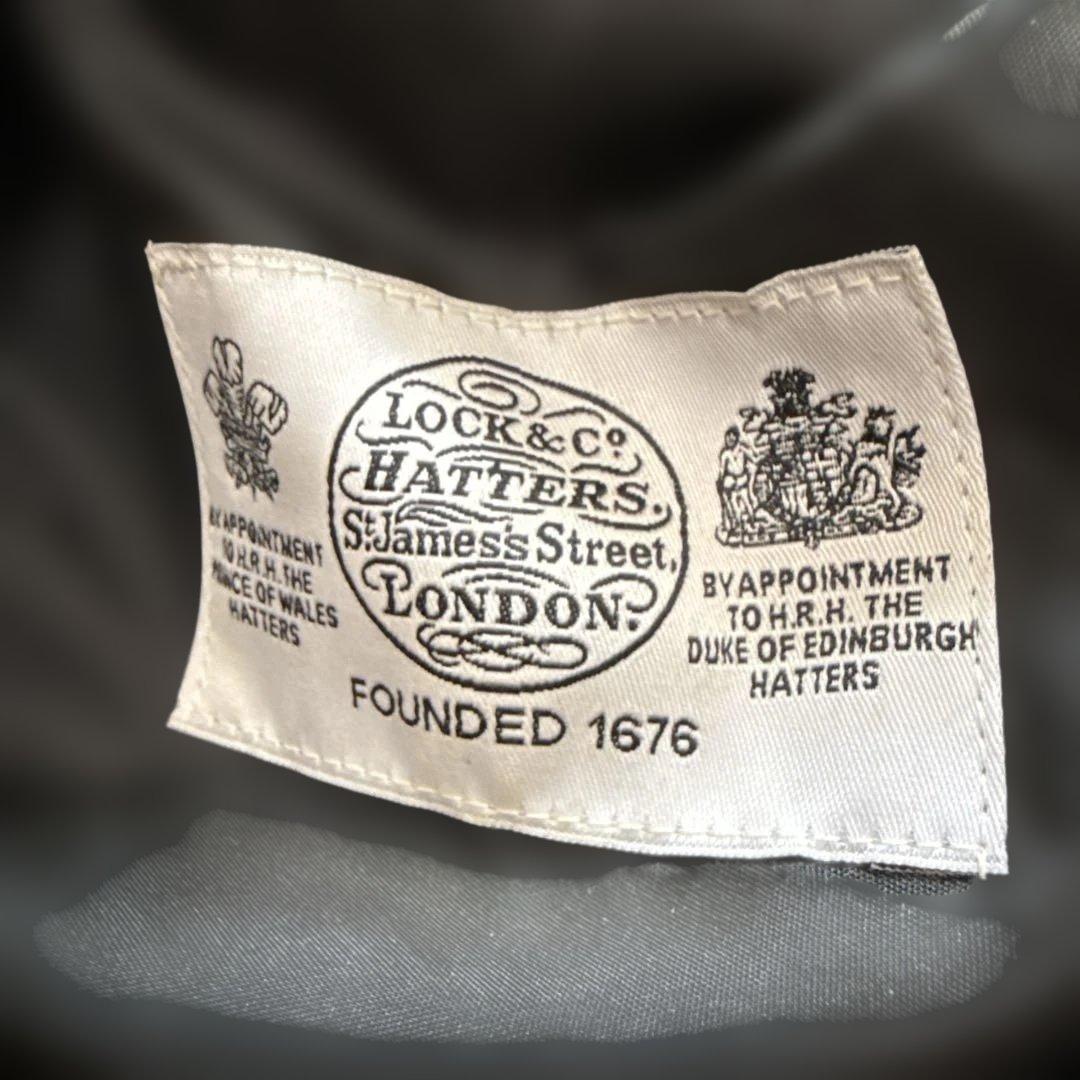 BY APPOINTMENT
TO H.R.H. THE
PRINCE OF WALES
HATTERS
LOCK & Co.
HATTERS.
St. James's Street,
LONDON.
FOUNDED 1676
BY APPOINTMENT
TO H.R.H. THE
DUKE OF EDINBURGH
HATTERS